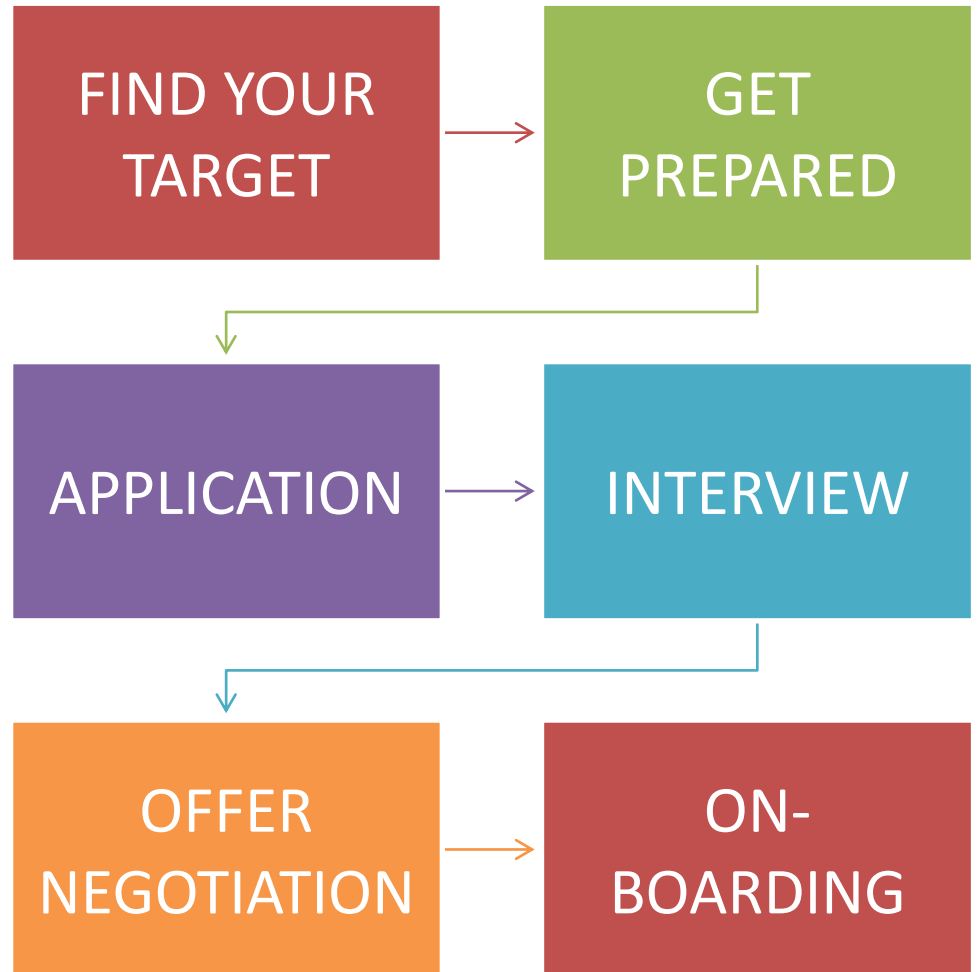 FIND YOUR
TARGET
GET
PREPARED
APPLICATION
INTERVIEW
OFFER
NEGOTIATION
ON-
BOARDING